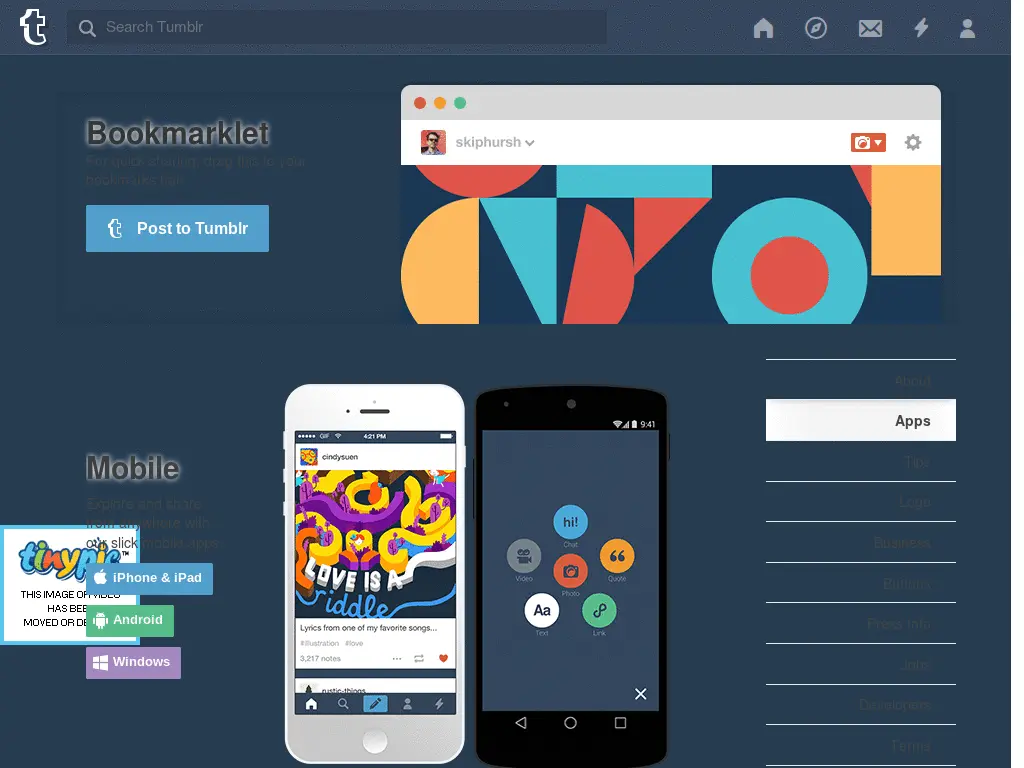 Search Tumblr
Bookmarklet
For quick sharing, drag this to your
bookmarks bar!
Post to Tumblr
skiphursh
Mobile
Explore and share
from anywhere with
our slick mobile apps.
tinypic™
THIS IMAGE OR VIDEO
HAS BEE
MOVED OR DE
iPhone & iPad
Android
Windows
GIF
4:21 PM
cindysuen
LOVE IS A
riddle
Lyrics from one of my favorite songs...
#illustration #love
3,217 notes
rustic-things
9:41
hi!
Chat
Video
Quote
Photo
Aa
Text
Link
About
Apps
Tips
Logo
Business
Buttons
Press Info
Jobs
Developers
Terms